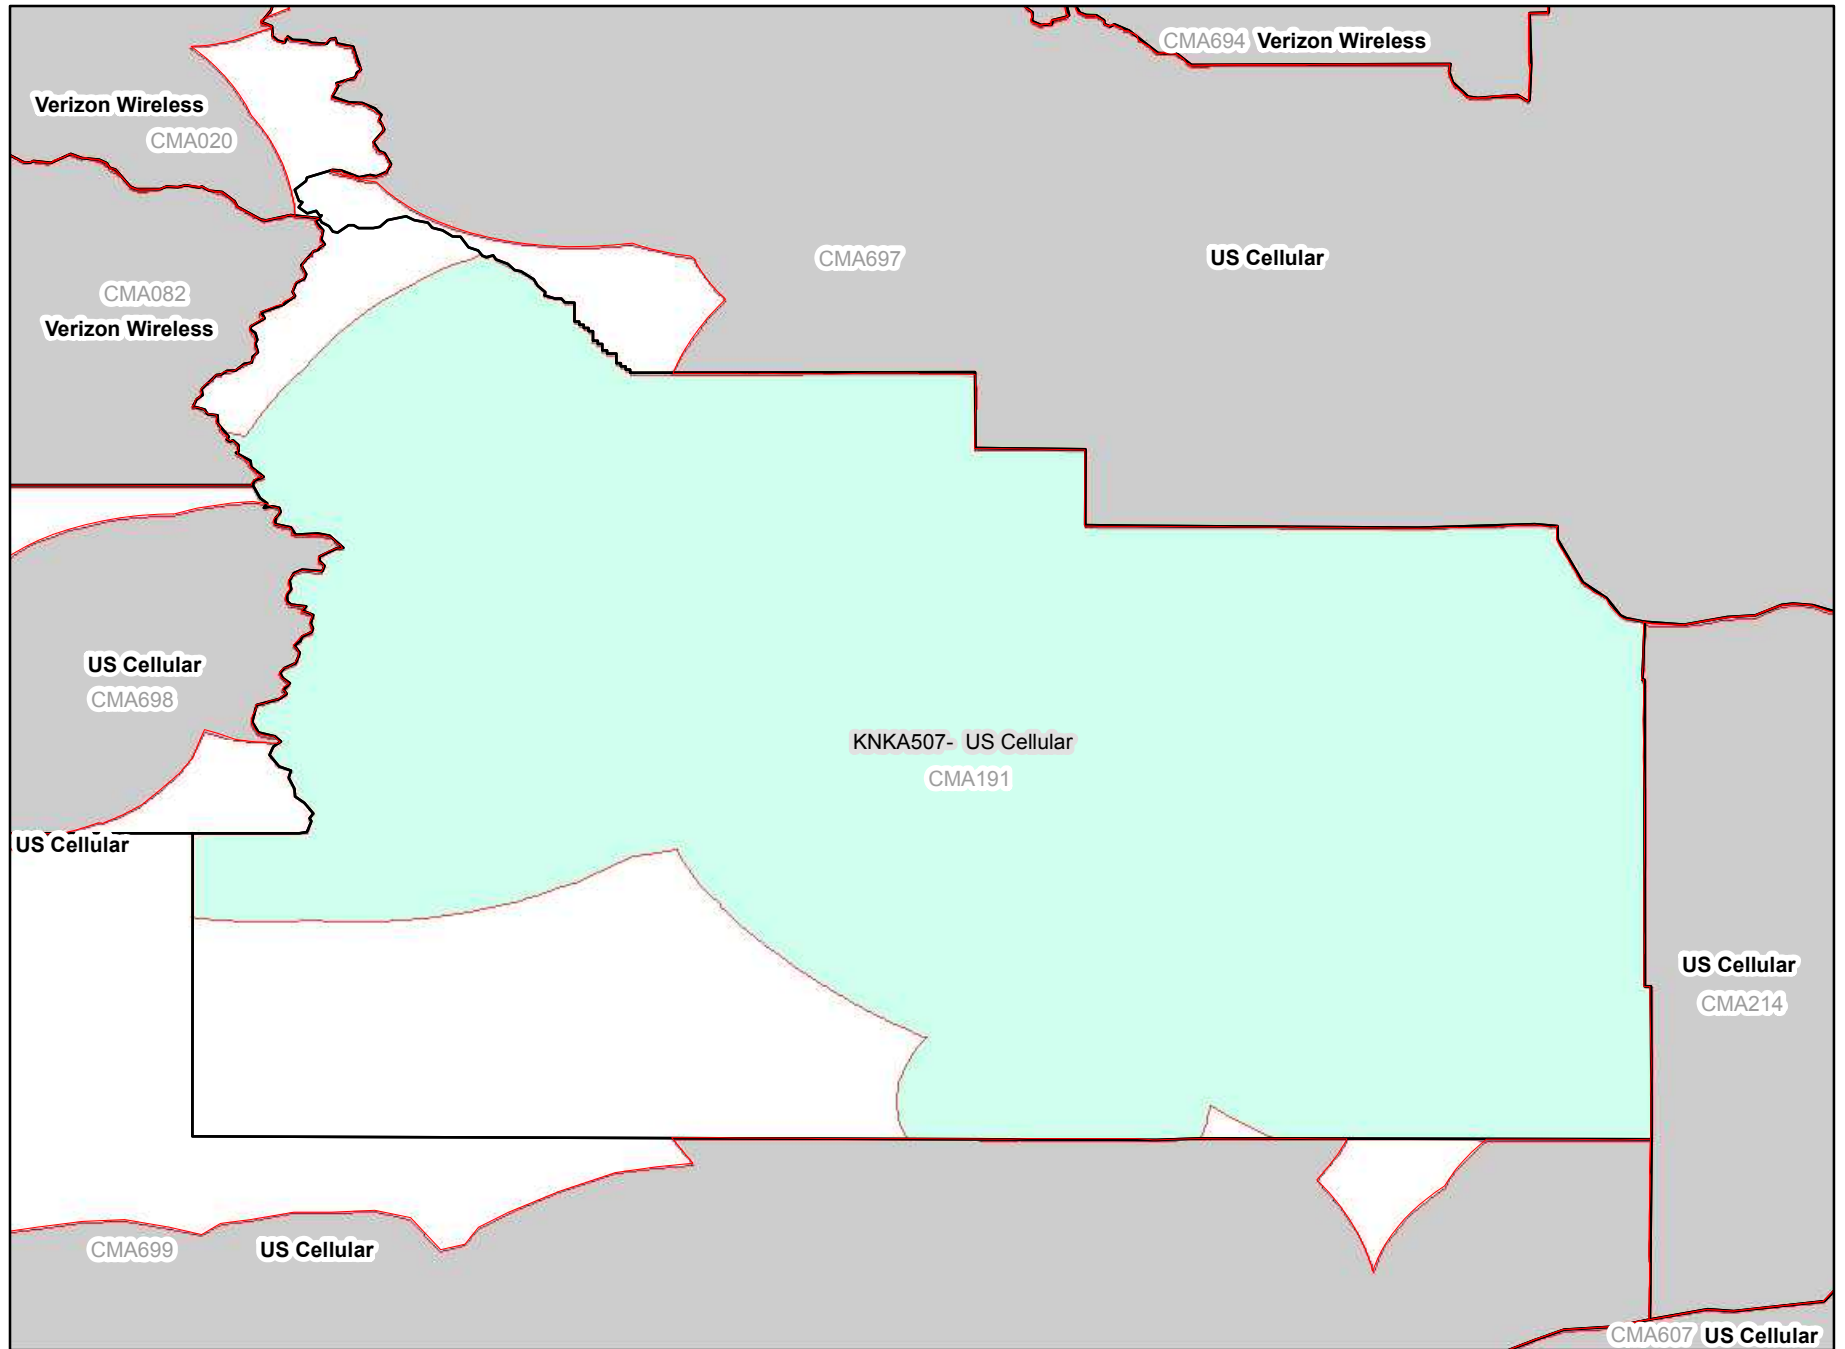 CMA694 Verizon Wireless
Verizon Wireless
CMA020
CMA697
US Cellular
CMA082
Verizon Wireless
US Cellular
CMA698
KNKA507- US Cellular
CMA191
US Cellular
US Cellular
CMA214
CMA699
US Cellular
CMA607 US Cellular